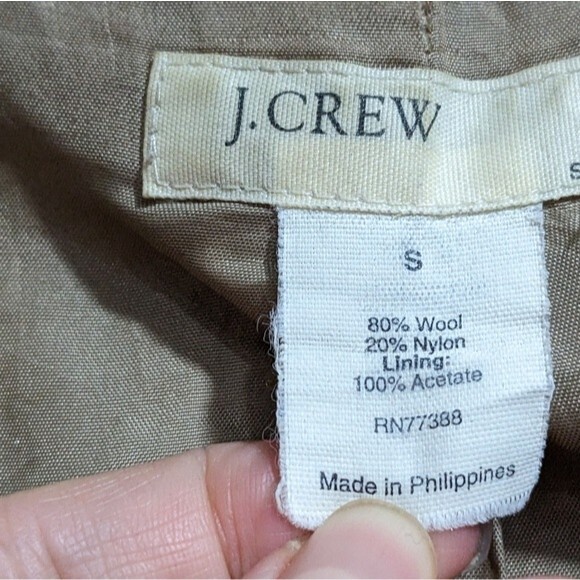 J.CREW
S
S
80% Wool
20% Nylon
Lining:
100% Acetate
RN77388
Made in Philippines